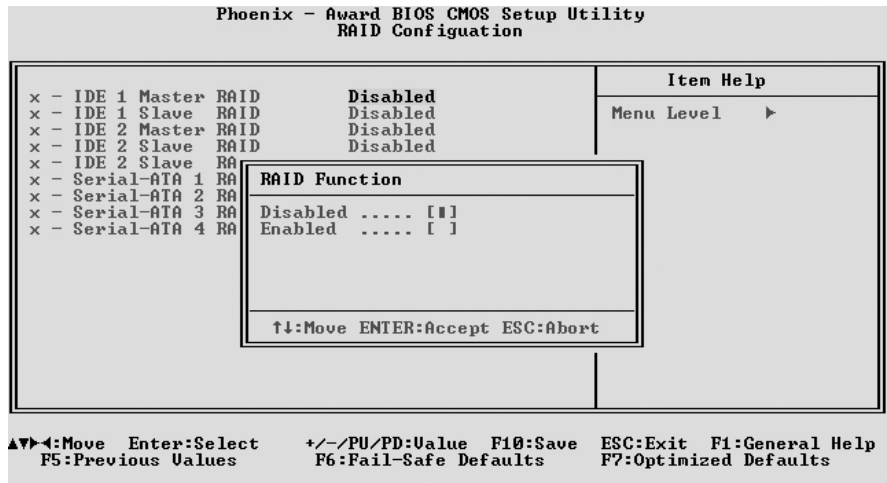 Phoenix - Award BIOS CMOS Setup Utility
RAID Configuation
Item Help
x - IDE 1 Master RAID Disabled
Menu Level ►
x - IDE 1 Slave RAID Disabled
x - IDE 2 Master RAID Disabled
x - IDE 2 Slave RAID Disabled
x - IDE 2 Slave RA
x - Serial-ATA 1 RA
x - Serial-ATA 2 RA
x - Serial-ATA 3 RA
x - Serial-ATA 4 RA
RAID Function
Disabled ..... [▮]
Enabled ..... [ ]
↑↓:Move ENTER:Accept ESC:Abort
▲▼►◄:Move Enter:Select +/-/PU/PD:Value F10:Save ESC:Exit F1:General Help
F5:Previous Values F6:Fail-Safe Defaults F7:Optimized Defaults